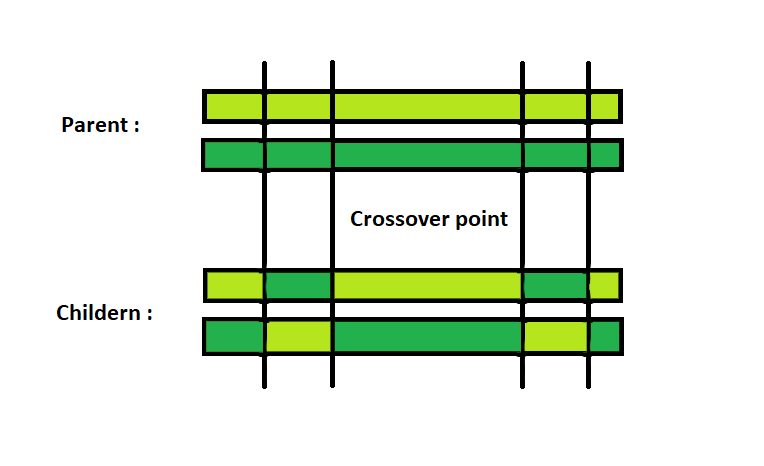 Parent :
Crossover point
Childern :